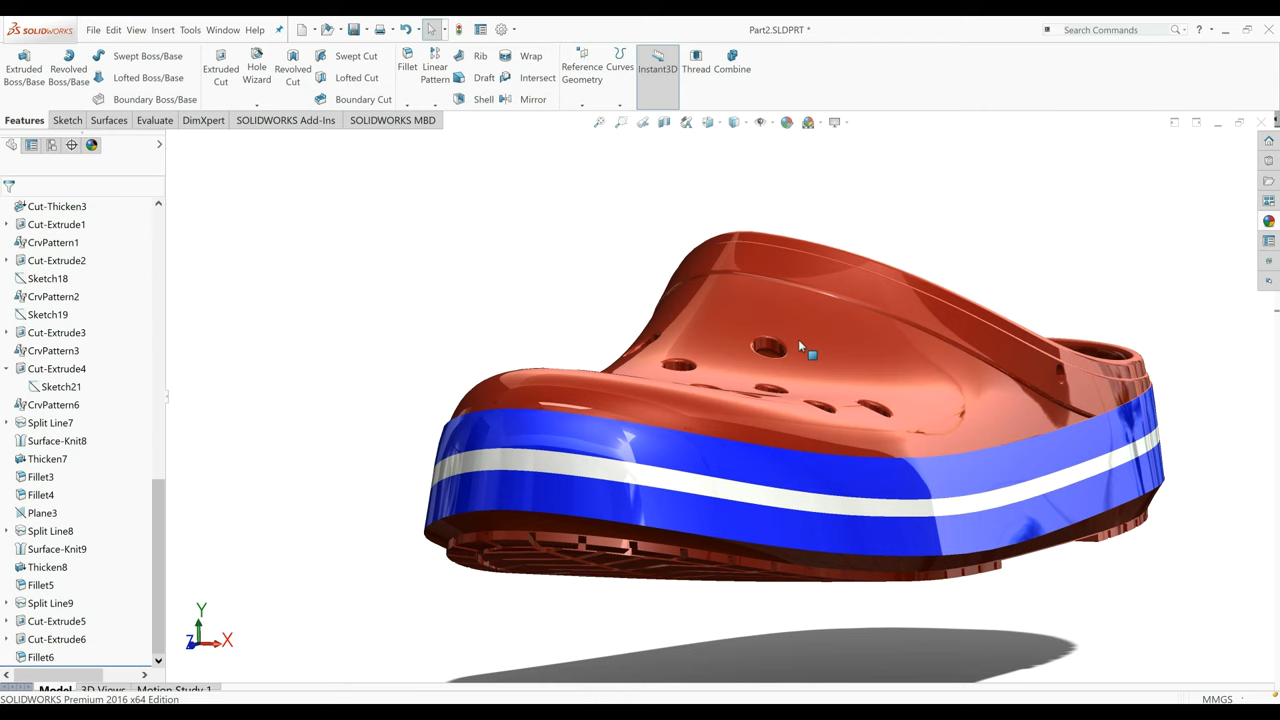 SOLIDWORKS File Edit View Insert Tools Window Help Part2.SLDPRT * Search Commands
Extruded Boss/Base
Revolved Boss/Base
Swept Boss/Base
Lofted Boss/Base
Boundary Boss/Base
Extruded Cut
Hole Wizard
Revolved Cut
Swept Cut
Lofted Cut
Boundary Cut
Fillet
Linear Pattern
Rib
Draft
Shell
Wrap
Intersect
Mirror
Reference Geometry
Curves
Instant3D
Thread
Combine
Features Sketch Surfaces Evaluate DimXpert SOLIDWORKS Add-Ins SOLIDWORKS MBD
Cut-Thicken3
Cut-Extrude1
CrvPattern1
Cut-Extrude2
Sketch18
CrvPattern2
Sketch19
Cut-Extrude3
CrvPattern3
Cut-Extrude4
Sketch21
CrvPattern6
Split Line7
Surface-Knit8
Thicken7
Fillet3
Fillet4
Plane3
Split Line8
Surface-Knit9
Thicken8
Fillet5
Split Line9
Cut-Extrude5
Cut-Extrude6
Fillet6
Y
Z X
Model 3D Views Motion Study 1
SOLIDWORKS Premium 2016 x64 Edition MMGS